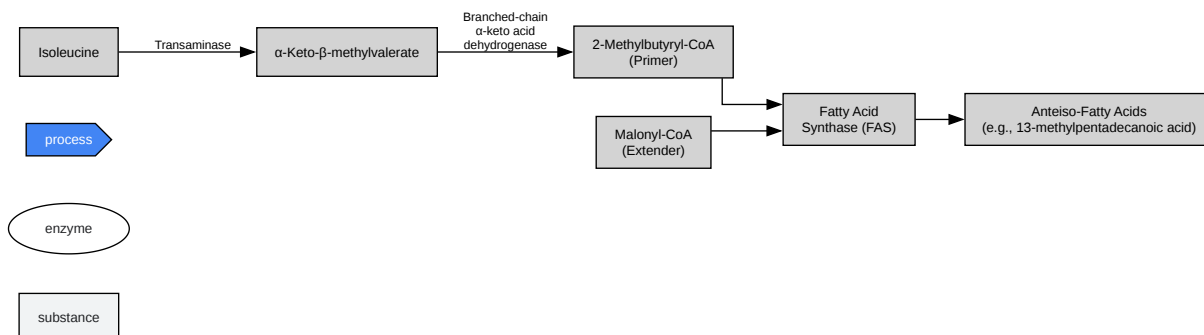 Isoleucine
Transaminase
α-Keto-β-methylvalerate
Branched-chain
α-keto acid
dehydrogenase
2-Methylbutyryl-CoA
(Primer)
Malonyl-CoA
(Extender)
Fatty Acid
Synthase (FAS)
Anteiso-Fatty Acids
(e.g., 13-methylpentadecanoic acid)
process
enzyme
substance